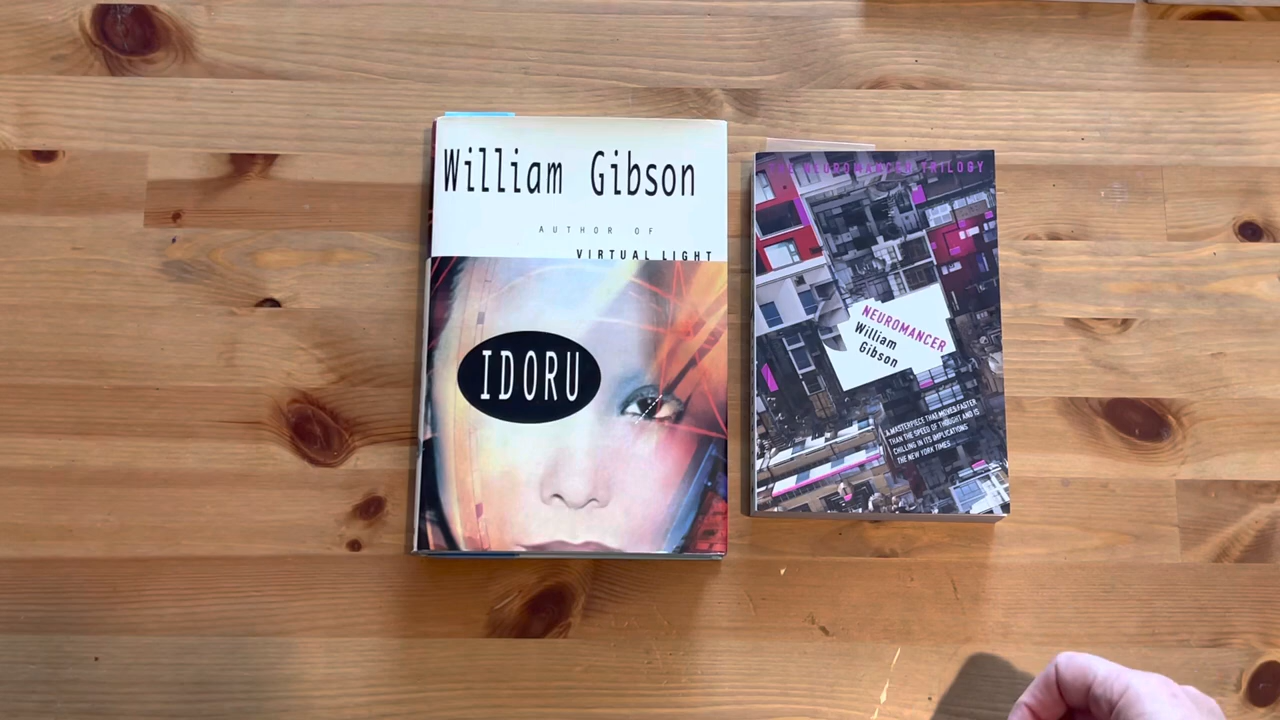 William Gibson
AUTHOR OF
VIRTUAL LIGHT
IDORU
THE NEUROMANCER TRILOGY
NEUROMANCER
William
Gibson
A MASTERPIECE THAT MOVES FASTER
THAN THE SPEED OF THOUGHT AND IS
CHILLING IN ITS IMPLICATIONS
THE NEW YORK TIMES